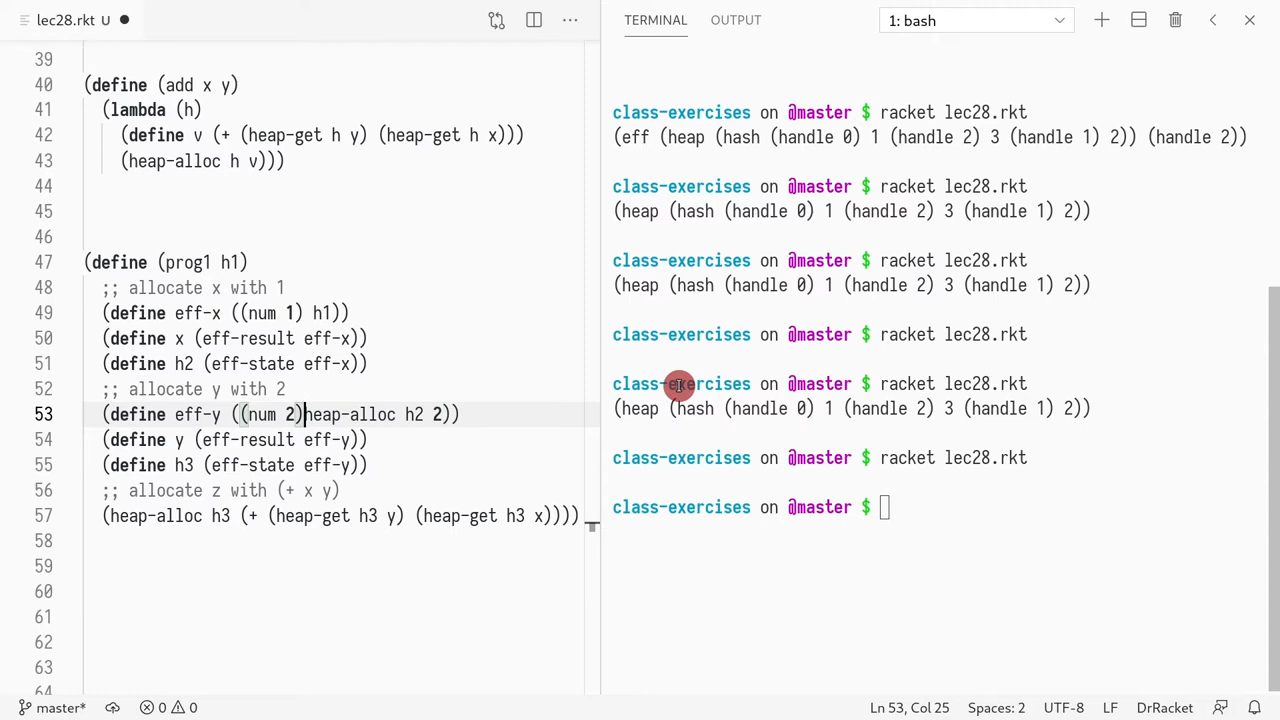 lec28.rkt U
TERMINAL OUTPUT 1: bash
39
40 (define (add x y)
41 (lambda (h)
42 (define v (+ (heap-get h y) (heap-get h x)))
43 (heap-alloc h v)))
44
45
46
47 (define (prog1 h1)
48 ;; allocate x with 1
49 (define eff-x ((num 1) h1))
50 (define x (eff-result eff-x))
51 (define h2 (eff-state eff-x))
52 ;; allocate y with 2
53 (define eff-y ((num 2)heap-alloc h2 2))
54 (define y (eff-result eff-y))
55 (define h3 (eff-state eff-y))
56 ;; allocate z with (+ x y)
57 (heap-alloc h3 (+ (heap-get h3 y) (heap-get h3 x))))
58
59
60
61
62
63
64
class-exercises on @master $ racket lec28.rkt
(eff (heap (hash (handle 0) 1 (handle 2) 3 (handle 1) 2)) (handle 2))
class-exercises on @master $ racket lec28.rkt
(heap (hash (handle 0) 1 (handle 2) 3 (handle 1) 2))
class-exercises on @master $ racket lec28.rkt
(heap (hash (handle 0) 1 (handle 2) 3 (handle 1) 2))
class-exercises on @master $ racket lec28.rkt
class-exercises on @master $ racket lec28.rkt
(heap (hash (handle 0) 1 (handle 2) 3 (handle 1) 2))
class-exercises on @master $ racket lec28.rkt
class-exercises on @master $
master* 0 0 Ln 53, Col 25 Spaces: 2 UTF-8 LF DrRacket